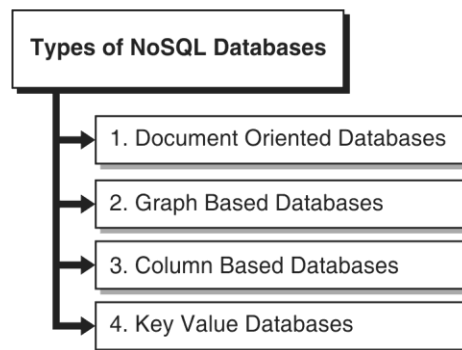 Types of NoSQL Databases
1. Document Oriented Databases
2. Graph Based Databases
3. Column Based Databases
4. Key Value Databases